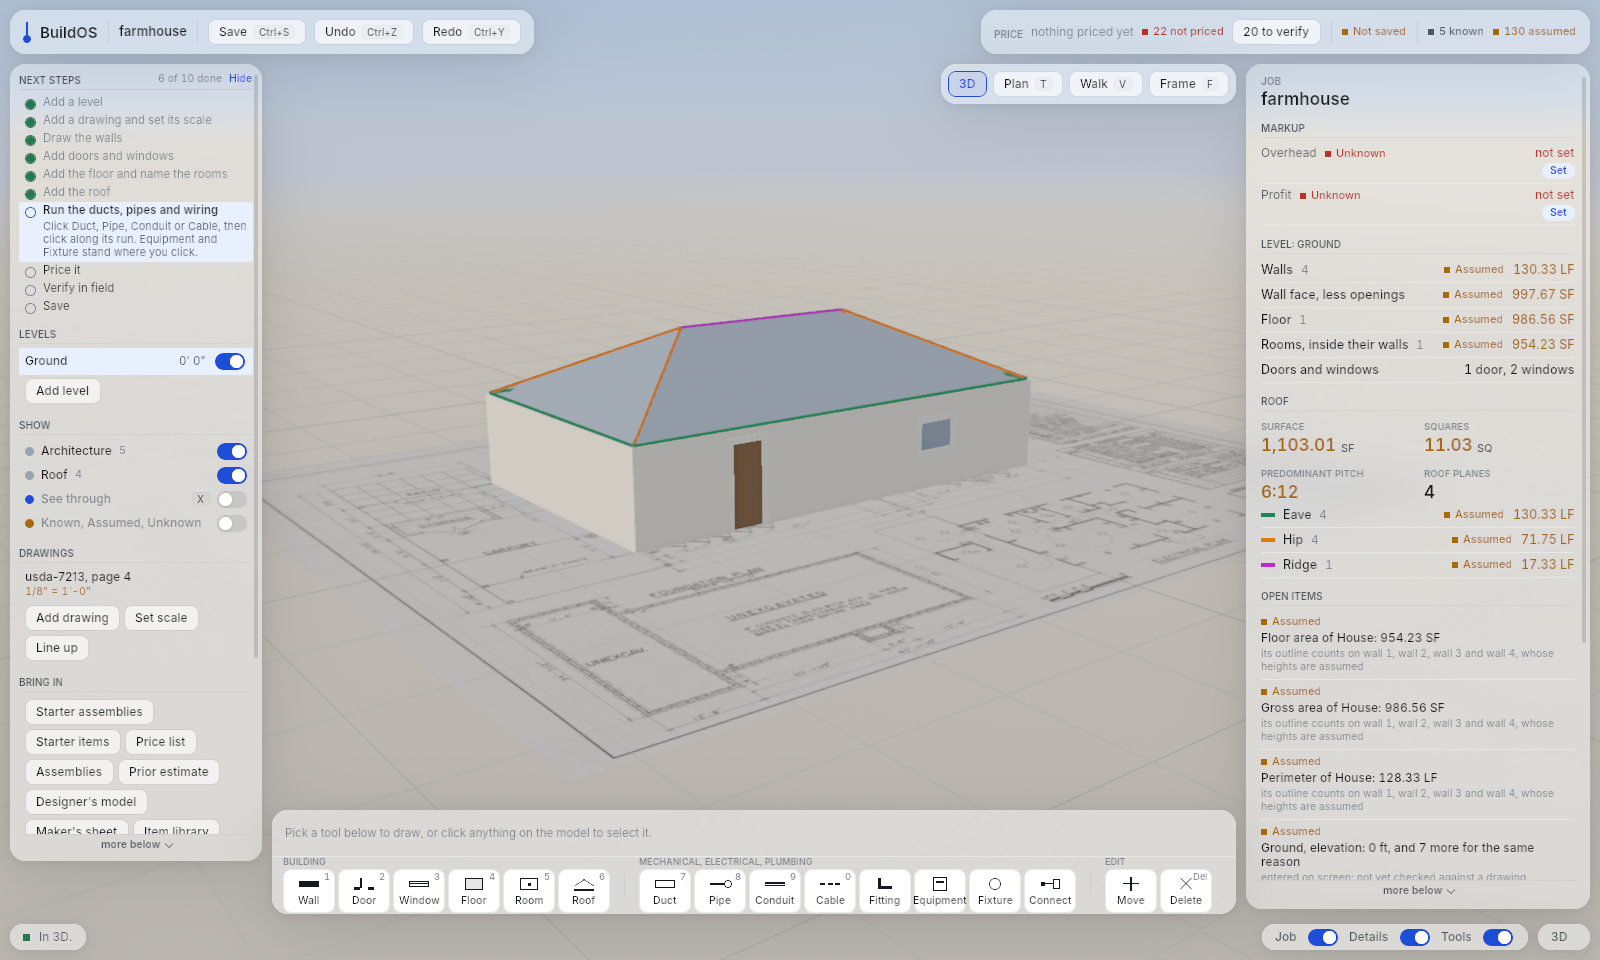 BuildOS
farmhouse
Save Ctrl+S
Undo Ctrl+Z
Redo Ctrl+Y
PRICE nothing priced yet
22 not priced
20 to verify
Not saved
5 known
130 assumed
NEXT STEPS
6 of 10 done Hide
Add a level
Add a drawing and set its scale
Draw the walls
Add doors and windows
Add the floor and name the rooms
Add the roof
Run the ducts, pipes and wiring
Click Duct, Pipe, Conduit or Cable, then
click along its run. Equipment and
Fixture stand where you click.
Price it
Verify in field
Save
LEVELS
Ground 0' 0"
Add level
SHOW
Architecture 5
Roof 4
See through X
Known, Assumed, Unknown
DRAWINGS
usda-7213, page 4
1/8" = 1'-0"
Add drawing Set scale
Line up
BRING IN
Starter assemblies
Starter items Price list
Assemblies Prior estimate
Designer's model
Maker's sheet Item library
more below
In 3D.
3D
Plan T
Walk V
Frame F
FOUNDATION PLAN
UNEXCAVATED
UNEXCAV.
Pick a tool below to draw, or click anything on the model to select it.
BUILDING
1 Wall
2 Door
3 Window
4 Floor
5 Room
6 Roof
MECHANICAL, ELECTRICAL, PLUMBING
7 Duct
8 Pipe
9 Conduit
0 Cable
Fitting
Equipment
Fixture
Connect
EDIT
Move
Del Delete
JOB
farmhouse
MARKUP
Overhead Unknown not set
Set
Profit Unknown not set
Set
LEVEL: GROUND
Walls 4 Assumed 130.33 LF
Wall face, less openings Assumed 997.67 SF
Floor 1 Assumed 986.56 SF
Rooms, inside their walls 1 Assumed 954.23 SF
Doors and windows 1 door, 2 windows
ROOF
SURFACE SQUARES
1,103.01 SF 11.03 SQ
PREDOMINANT PITCH ROOF PLANES
6:12 4
Eave 4 Assumed 130.33 LF
Hip 4 Assumed 71.75 LF
Ridge 1 Assumed 17.33 LF
OPEN ITEMS
Assumed
Floor area of House: 954.23 SF
its outline counts on wall 1, wall 2, wall 3 and wall 4, whose
heights are assumed
Assumed
Gross area of House: 986.56 SF
its outline counts on wall 1, wall 2, wall 3 and wall 4, whose
heights are assumed
Assumed
Perimeter of House: 128.33 LF
its outline counts on wall 1, wall 2, wall 3 and wall 4, whose
heights are assumed
Assumed
Ground, elevation: 0 ft, and 7 more for the same
reason
entered on screen; not yet checked against a drawing
more below
Job Details Tools 3D